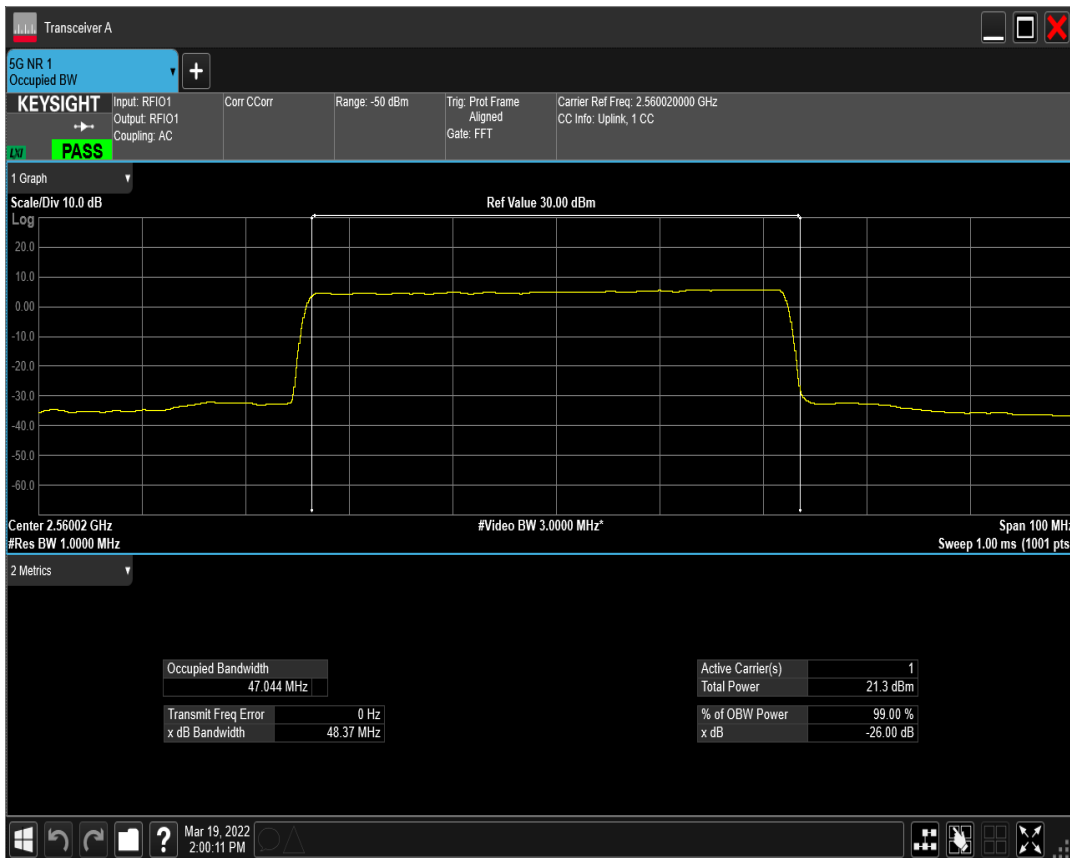 Transceiver A
5G NR 1
Occupied BW
+
KEYSIGHT
LXI
PASS
Input: RFIO1
Output: RFIO1
Coupling: AC
Corr CCorr
Range: -50 dBm
Trig: Prot Frame
Aligned
Gate: FFT
Carrier Ref Freq: 2.560020000 GHz
CC Info: Uplink, 1 CC
1 Graph
Scale/Div 10.0 dB
Ref Value 30.00 dBm
Log
20.0
10.0
0.00
-10.0
-20.0
-30.0
-40.0
-50.0
-60.0
Center 2.56002 GHz
#Video BW 3.0000 MHz*
Span 100 MHz
#Res BW 1.0000 MHz
Sweep 1.00 ms (1001 pts
2 Metrics
Occupied Bandwidth
47.044 MHz
Transmit Freq Error 0 Hz
x dB Bandwidth 48.37 MHz
Active Carrier(s) 1
Total Power 21.3 dBm
% of OBW Power 99.00 %
x dB -26.00 dB
?
Mar 19, 2022
2:00:11 PM